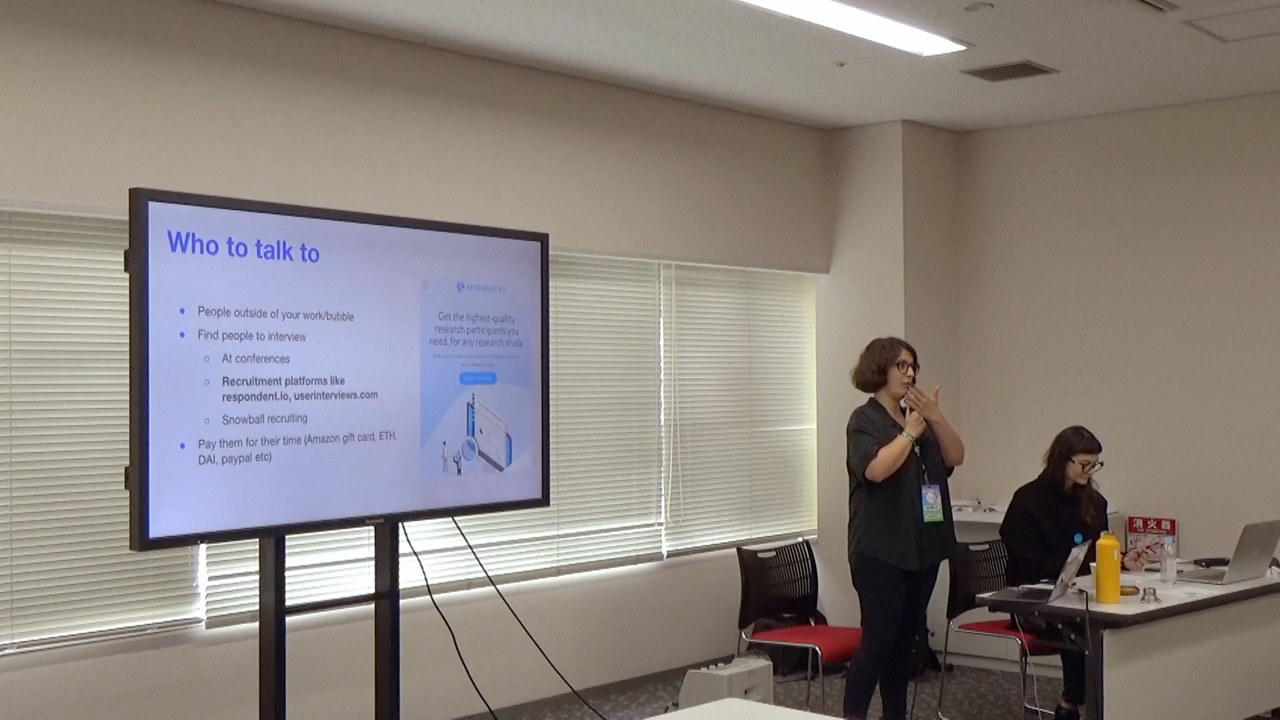 Who to talk to
People outside of your work/bubble
Find people to interview
At conferences
Recruitment platforms like
respondent.io, userinterviews.com
Snowball recruiting
Pay them for their time (Amazon gift card, ETH,
DAI, paypal etc)
RESPONDENT
Get the highest-quality
research participants you
need, for any research study
消火器